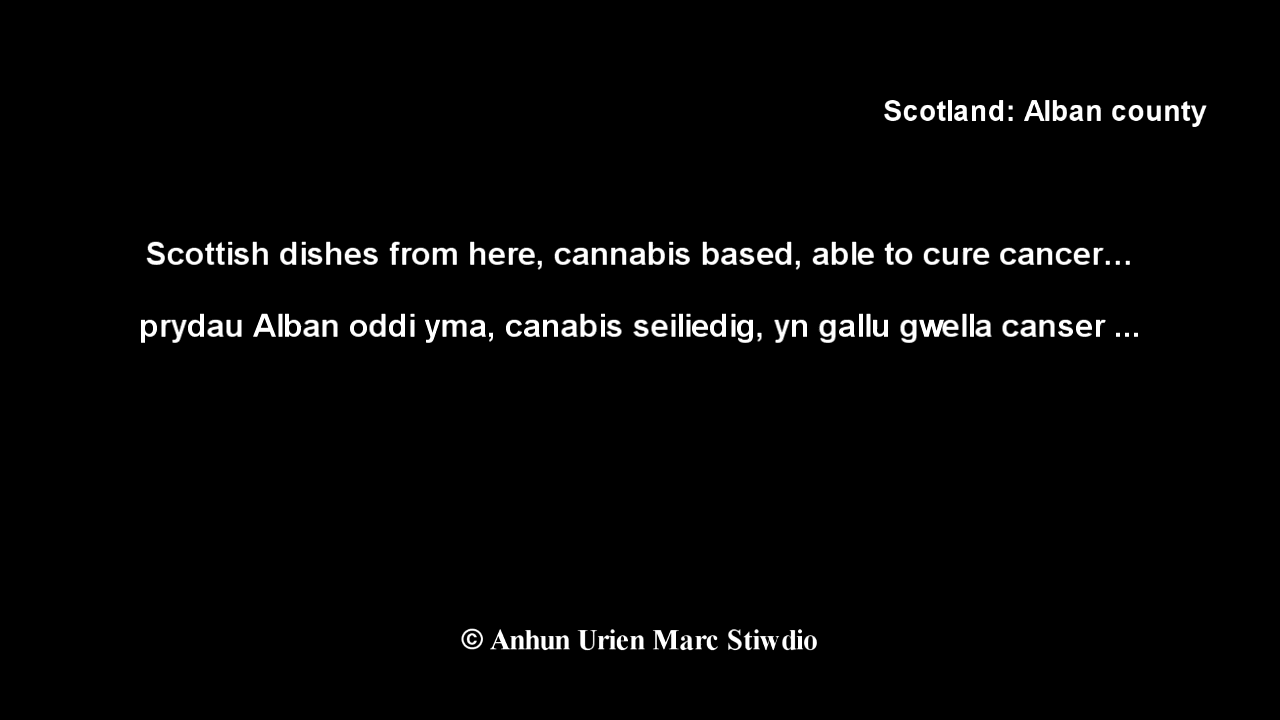 Scotland: Alban county
Scottish dishes from here, cannabis based, able to cure cancer...
prydau Alban oddi yma, canabis seiliedig, yn gallu gwella canser ...
© Anhun Urien Marc Stiwdio